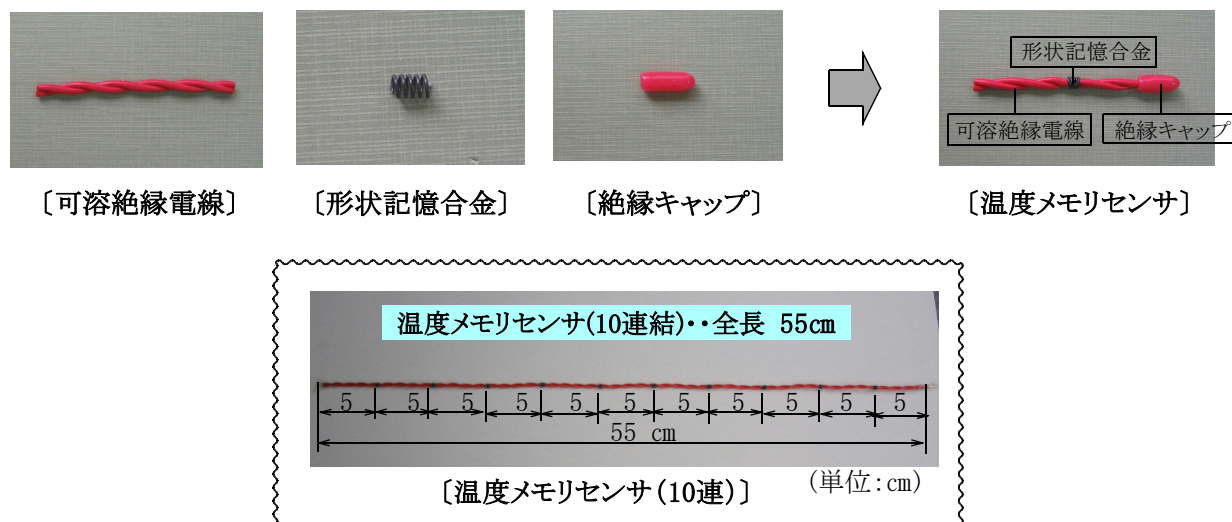 形状記憶合金
可溶絶縁電線
絶縁キャップ
〔可溶絶縁電線〕
〔形状記憶合金〕
〔絶縁キャップ〕
〔温度メモリセンサ〕
温度メモリセンサ(10連結)・・全長 55cm
5 5 5 5 5 5 5 5 5 5 5
55 cm
〔温度メモリセンサ(10連)〕
(単位:cm)